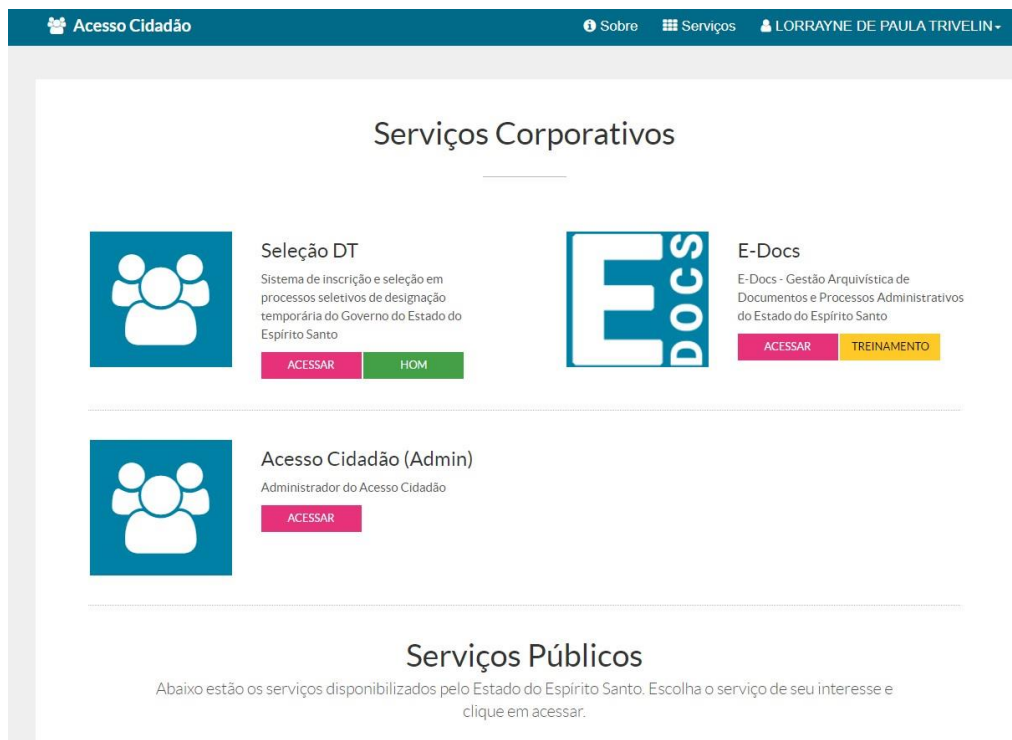 Acesso Cidadão
Sobre
Serviços
LORRAYNE DE PAULA TRIVELIN
Serviços Corporativos
Seleção DT
Sistema de inscrição e seleção em
processos seletivos de designação
temporária do Governo do Estado do
Espírito Santo
ACESSAR
HOM
E DOCS
E-Docs
E-Docs - Gestão Arquivística de
Documentos e Processos Administrativos
do Estado do Espírito Santo
ACESSAR
TREINAMENTO
Acesso Cidadão (Admin)
Administrador do Acesso Cidadão
ACESSAR
Serviços Públicos
Abaixo estão os serviços disponibilizados pelo Estado do Espírito Santo. Escolha o serviço de seu interesse e
clique em acessar.